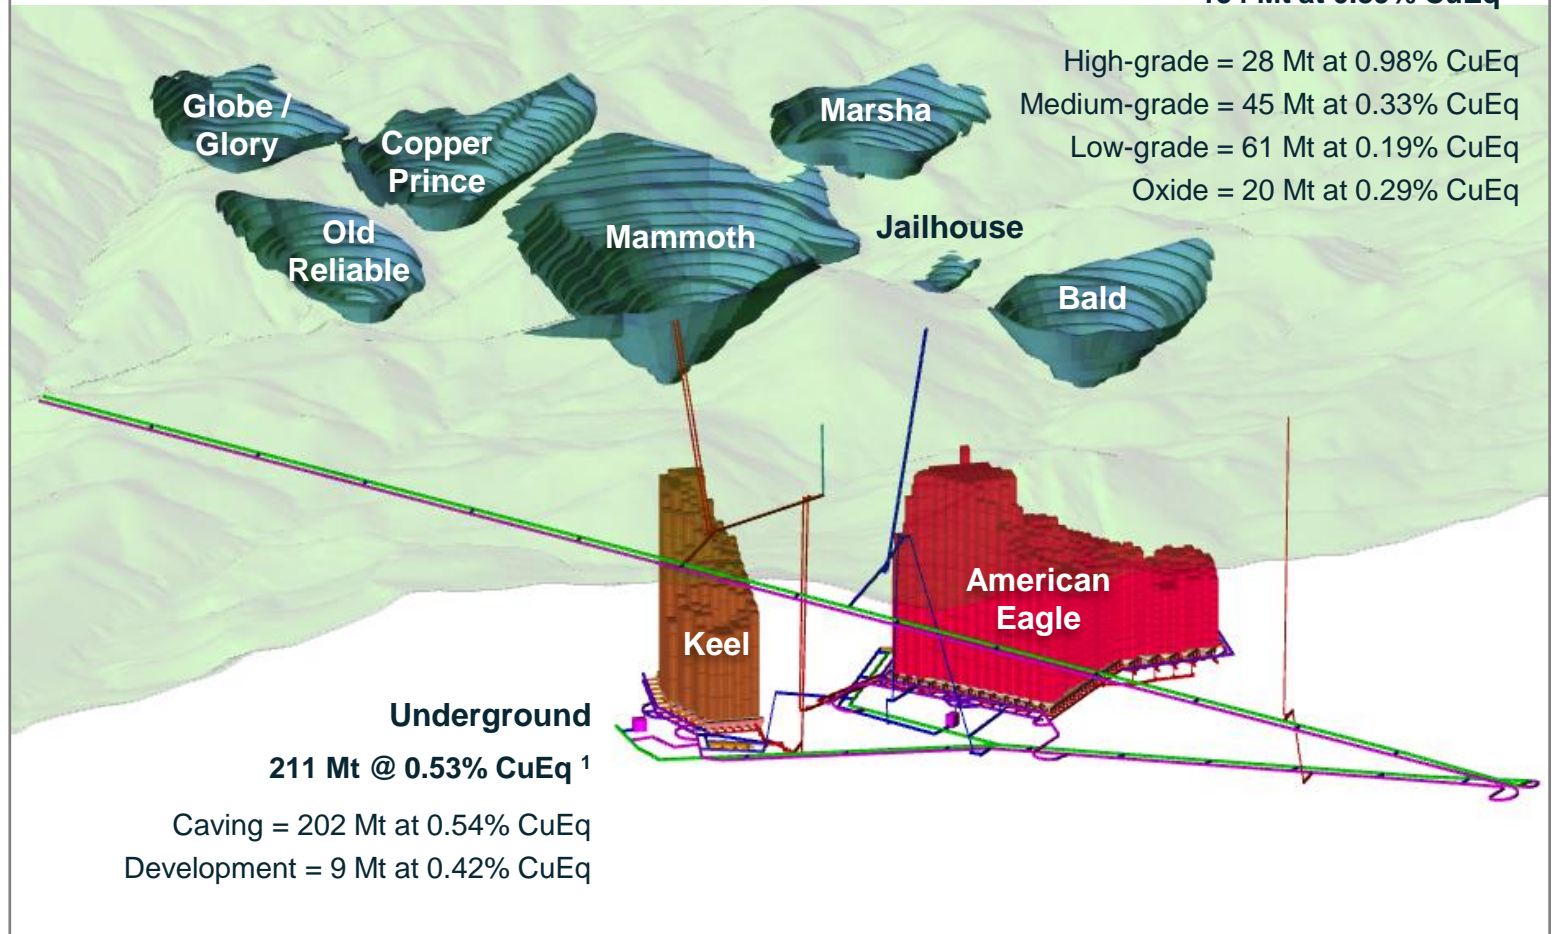 Mt at CuEq
High-grade = 28 Mt at 0.98% CuEq
Medium-grade = 45 Mt at 0.33% CuEq
Low-grade = 61 Mt at 0.19% CuEq
Oxide = 20 Mt at 0.29% CuEq
Globe /
Glory
Copper
Prince
Marsha
Old
Reliable
Mammoth
Jailhouse
Bald
American
Eagle
Keel
Underground
211 Mt @ 0.53% CuEq ¹
Caving = 202 Mt at 0.54% CuEq
Development = 9 Mt at 0.42% CuEq